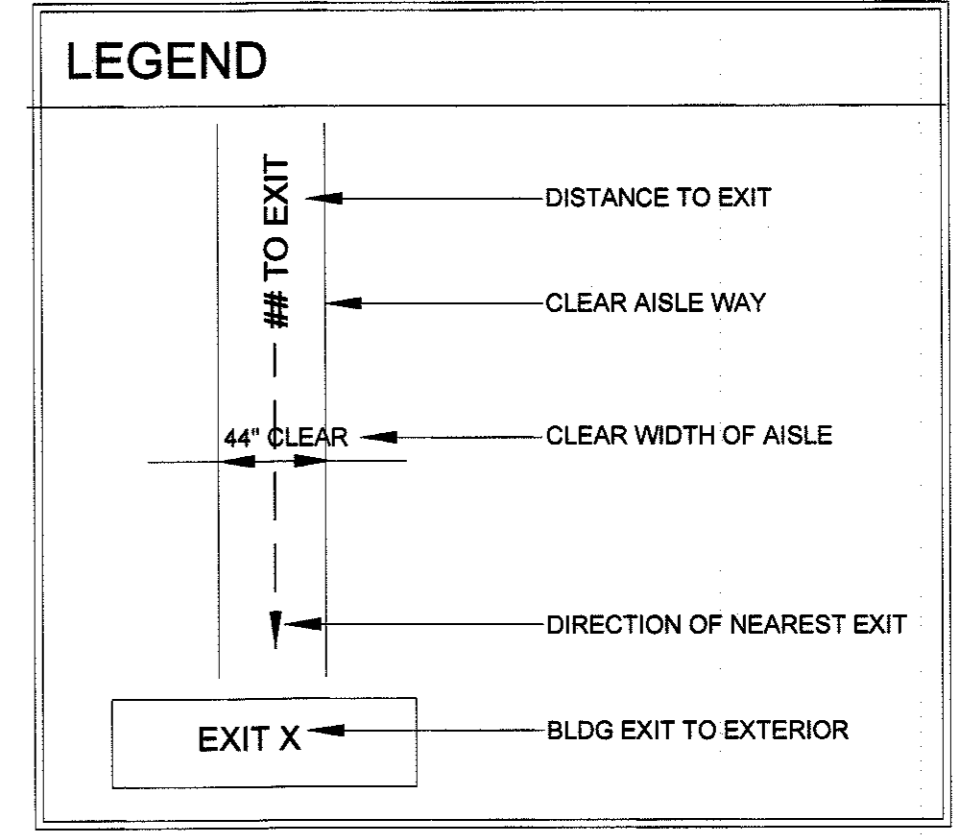 LEGEND
## TO EXIT
DISTANCE TO EXIT
CLEAR AISLE WAY
44" CLEAR
CLEAR WIDTH OF AISLE
DIRECTION OF NEAREST EXIT
EXIT X
BLDG EXIT TO EXTERIOR